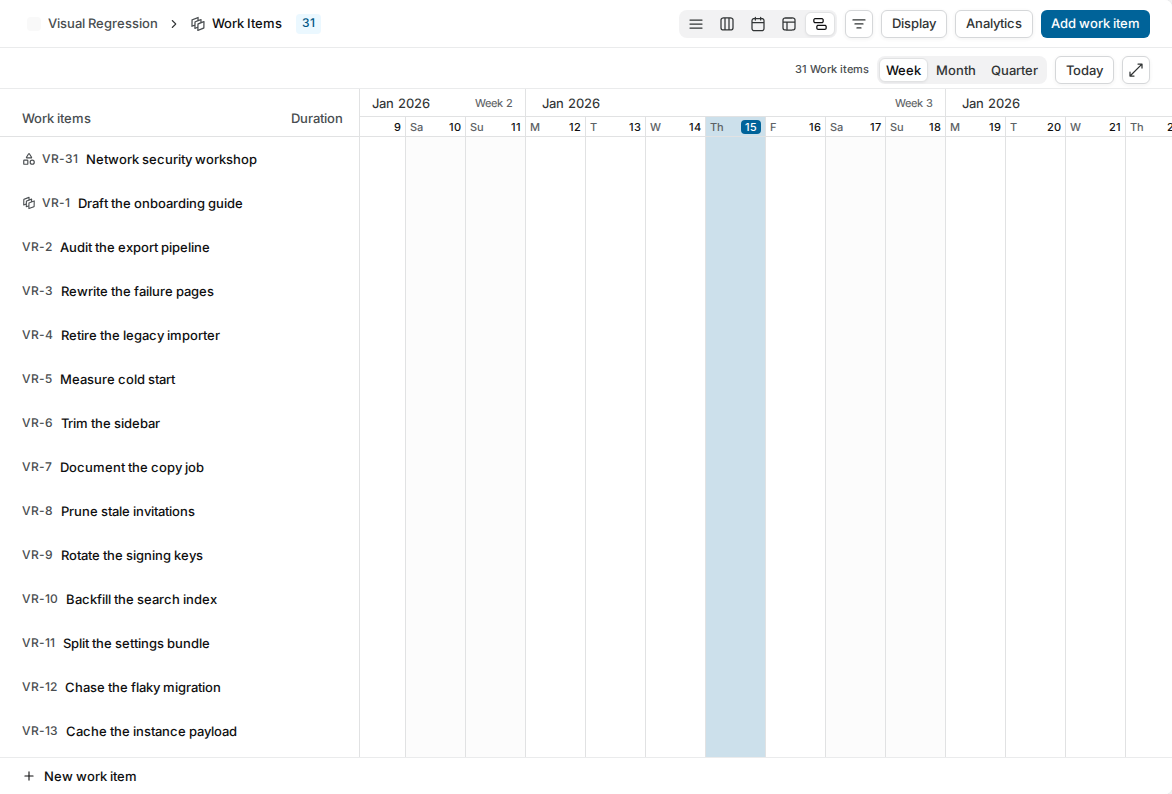 Visual Regression > Work Items 31
Display
Analytics
Add work item
31 Work items
Week
Month
Quarter
Today
Work items
Duration
Jan 2026 Week 2
Jan 2026 Week 3
Jan 2026
9 Sa 10 Su 11 M 12 T 13 W 14 Th 15 F 16 Sa 17 Su 18 M 19 T 20 W 21 Th
VR-31 Network security workshop
VR-1 Draft the onboarding guide
VR-2 Audit the export pipeline
VR-3 Rewrite the failure pages
VR-4 Retire the legacy importer
VR-5 Measure cold start
VR-6 Trim the sidebar
VR-7 Document the copy job
VR-8 Prune stale invitations
VR-9 Rotate the signing keys
VR-10 Backfill the search index
VR-11 Split the settings bundle
VR-12 Chase the flaky migration
VR-13 Cache the instance payload
+ New work item